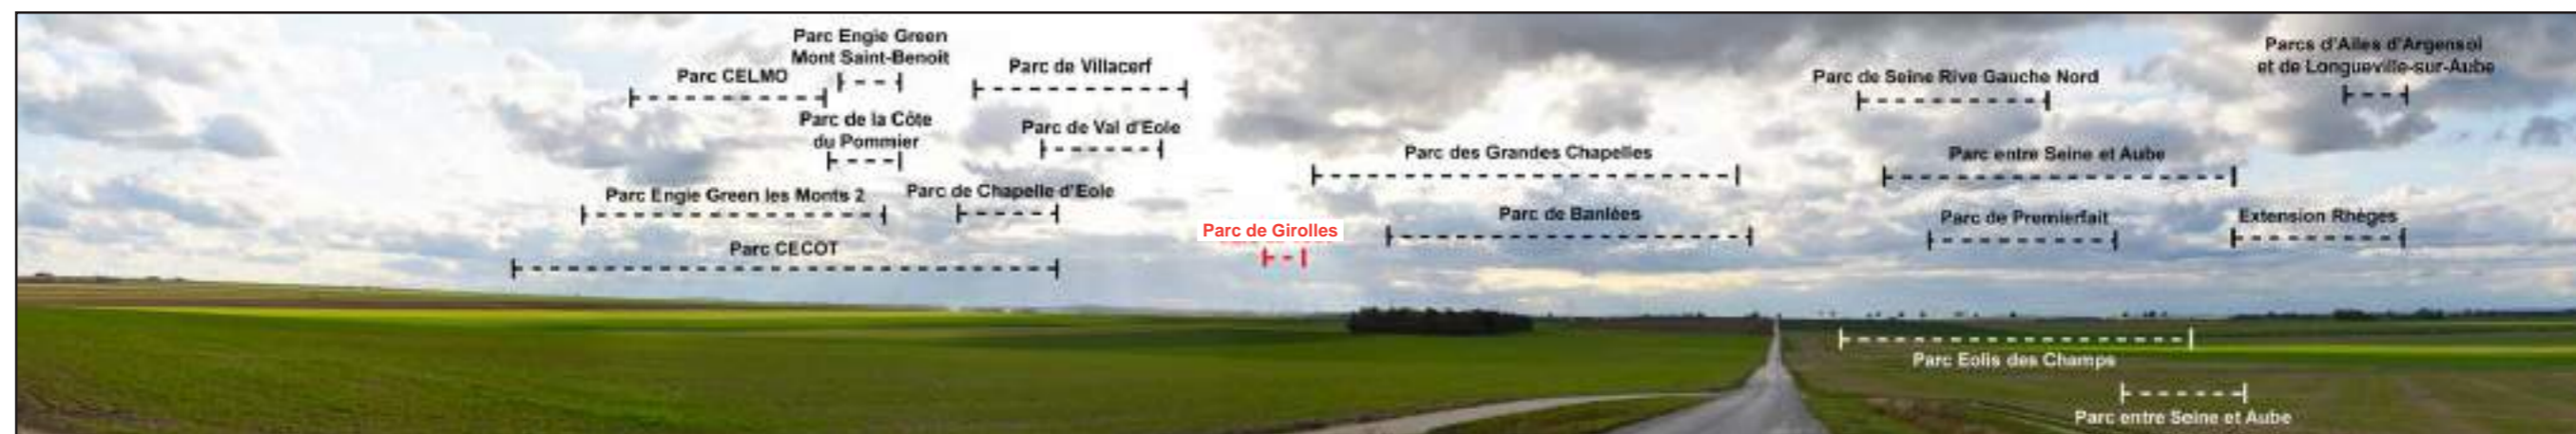 Parc Engie Green
Mont Saint-Benoit
Parc CELMO
Parc de la Côte
du Pommier
Parc Engie Green les Monts 2
Parc CECOT
Parc de Villacerf
Parc de Val d'Eole
Parc de Chapelle d'Eole
Parc de Girolles
Parc des Grandes Chapelles
Parc de Banlées
Parc de Seine Rive Gauche Nord
Parc entre Seine et Aube
Parc de Premierfait
Parcs d'Ailes d'Argensol
et de Longueville-sur-Aube
Extension Rhèges
Parc Eolis des Champs
Parc entre Seine et Aube